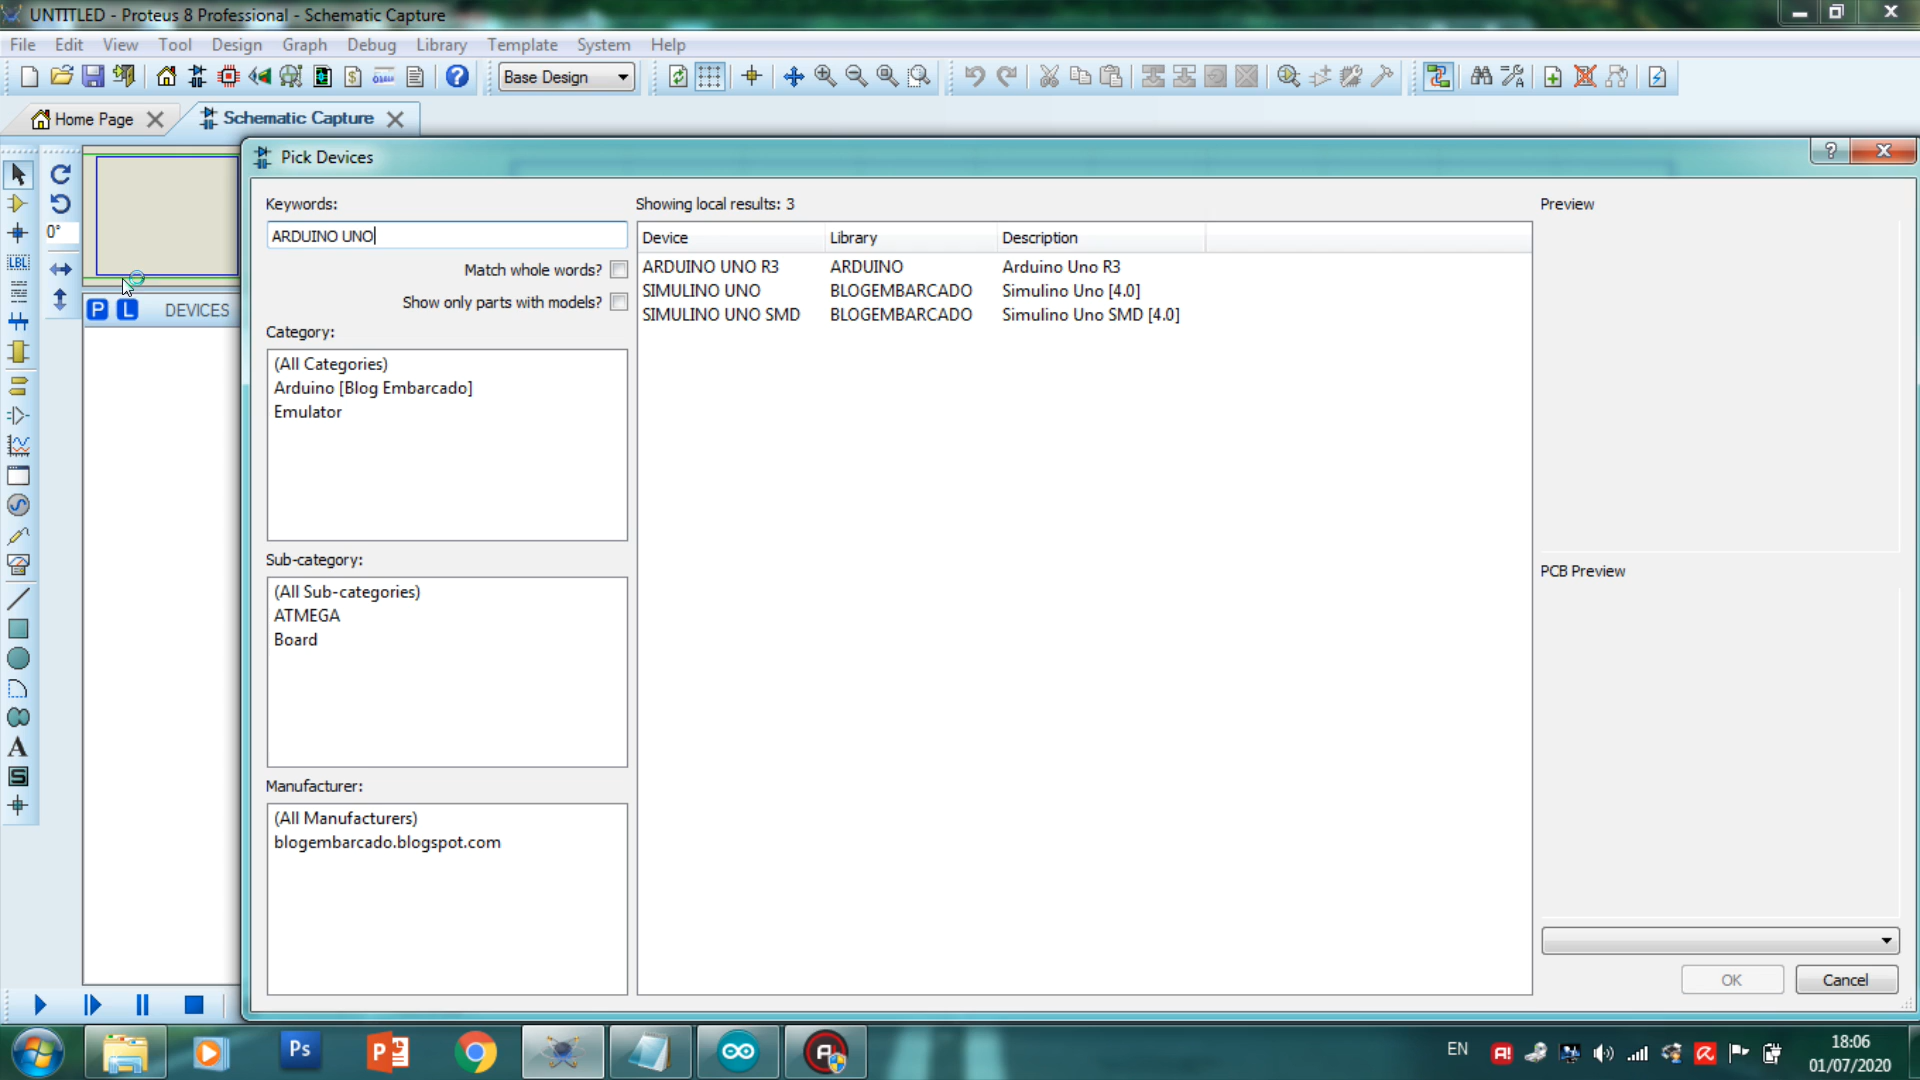 UNTITLED - Proteus 8 Professional - Schematic Capture
File Edit View Tool Design Graph Debug Library Template System Help
Base Design
Home Page Schematic Capture
Pick Devices
Keywords:
ARDUINO UNO
Match whole words?
Show only parts with models?
Category:
(All Categories)
Arduino [Blog Embarcado]
Emulator
Sub-category:
(All Sub-categories)
ATMEGA
Board
Manufacturer:
(All Manufacturers)
blogembarcado.blogspot.com
Showing local results: 3
Device Library Description
ARDUINO UNO R3 ARDUINO Arduino Uno R3
SIMULINO UNO BLOGEMBARCADO Simulino Uno [4.0]
SIMULINO UNO SMD BLOGEMBARCADO Simulino Uno SMD [4.0]
Preview
PCB Preview
OK Cancel
0°
LBL
P L DEVICES
A
S
Ps
P
EN
18:06
01/07/2020